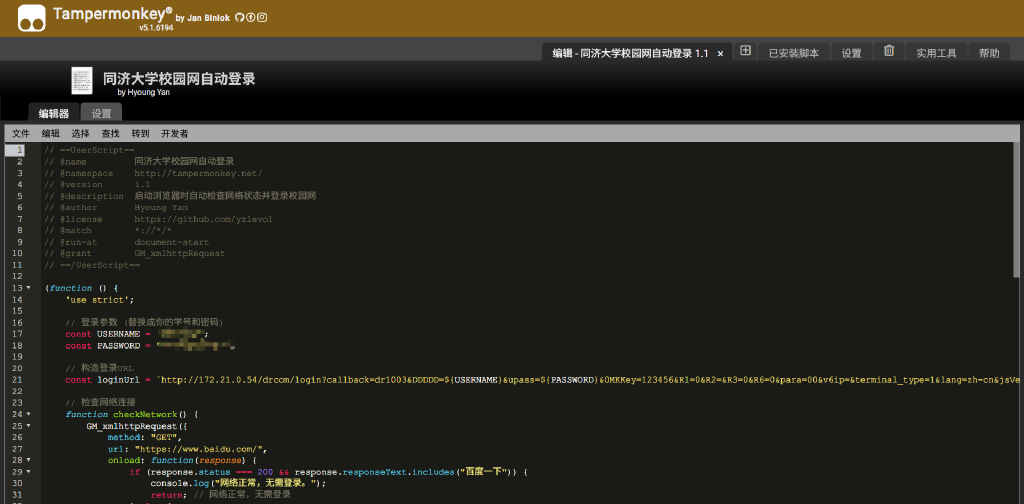 Tampermonkey® by Jan Biniok
v5.1.6194
编辑 - 同济大学校园网自动登录 1.1 × 已安装脚本 设置 实用工具 帮助
同济大学校园网自动登录
by Hyoung Yan
编辑器 设置
文件 编辑 选择 查找 转到 开发者
1 // ==UserScript==
2 // @name 同济大学校园网自动登录
3 // @namespace http://tampermonkey.net/
4 // @version 1.1
5 // @description 启动浏览器时自动检查网络状态并登录校园网
6 // @author Hyoung Yan
7 // @license https://github.com/yzlevol
8 // @match *://*/*
9 // @run-at document-start
10 // @grant GM_xmlhttpRequest
11 // ==/UserScript==
12
13 (function () {
14 'use strict';
15
16 // 登录参数 (替换成你的学号和密码)
17 const USERNAME = ';
18 const PASSWORD =
19
20 // 构造登录URL
21 const loginUrl = `http://172.21.0.54/drcom/login?callback=dr1003&DDDDD=${USERNAME}&upass=${PASSWORD}&0MKKey=123456&R1=0&R2=&R3=0&R6=0&para=00&v6ip=&terminal_type=1&lang=zh-cn&jsVe
22
23 // 检查网络连接
24 function checkNetwork() {
25 GM_xmlhttpRequest({
26 method: "GET",
27 url: "https://www.baidu.com/",
28 onload: function(response) {
29 if (response.status === 200 && response.responseText.includes("百度一下")) {
30 console.log("网络正常，无需登录。");
31 return; // 网络正常，无需登录